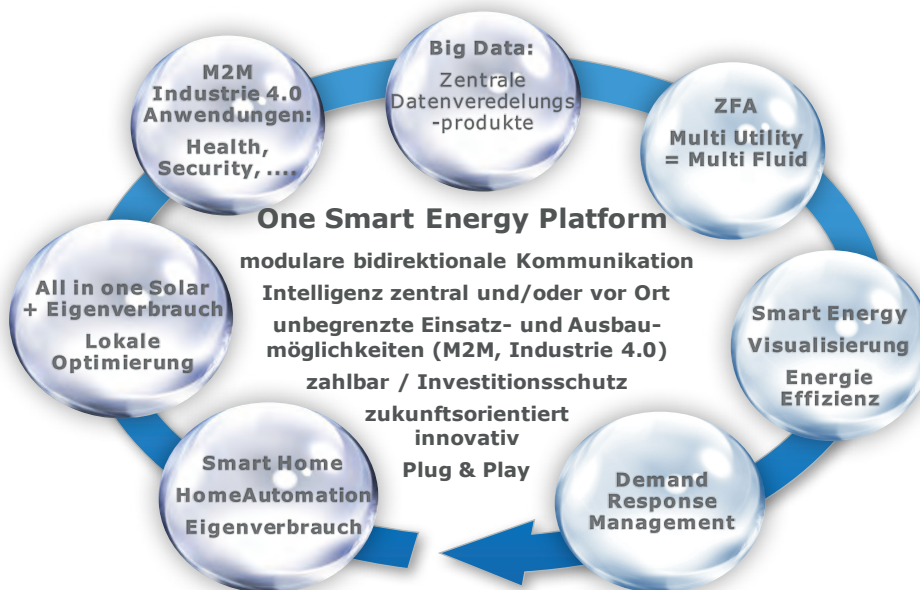 Big Data:
Zentrale
Datenveredelungs
-produkte
ZFA
Multi Utility
= Multi Fluid
Smart Energy
Visualisierung
Energie
Effizienz
Demand
Response
Management
Smart Home
HomeAutomation
Eigenverbrauch
All in one Solar
+ Eigenverbrauch
Lokale
Optimierung
M2M
Industrie 4.0
Anwendungen:
Health,
Security, ....
One Smart Energy Platform
modulare bidirektionale Kommunikation
Intelligenz zentral und/oder vor Ort
unbegrenzte Einsatz- und Ausbau-
möglichkeiten (M2M, Industrie 4.0)
zahlbar / Investitionsschutz
zukunftsorientiert
innovativ
Plug & Play